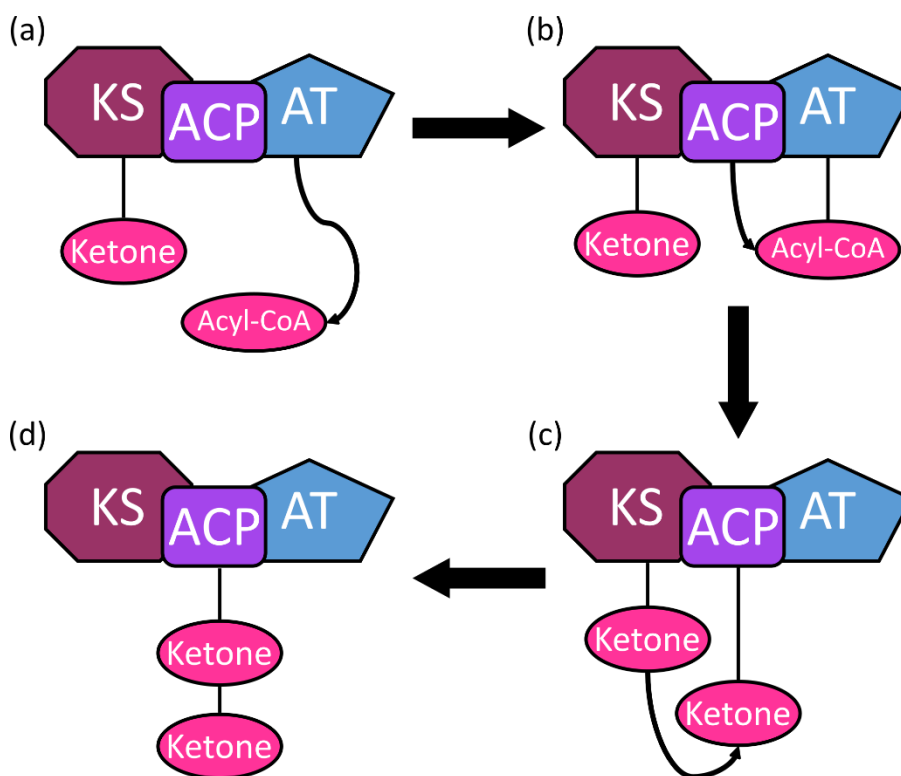 (a)
KS
ACP
AT
Ketone
Acyl-CoA
(b)
KS
ACP
AT
Ketone
Acyl-CoA
(d)
KS
ACP
AT
Ketone
Ketone
(c)
KS
ACP
AT
Ketone
Ketone